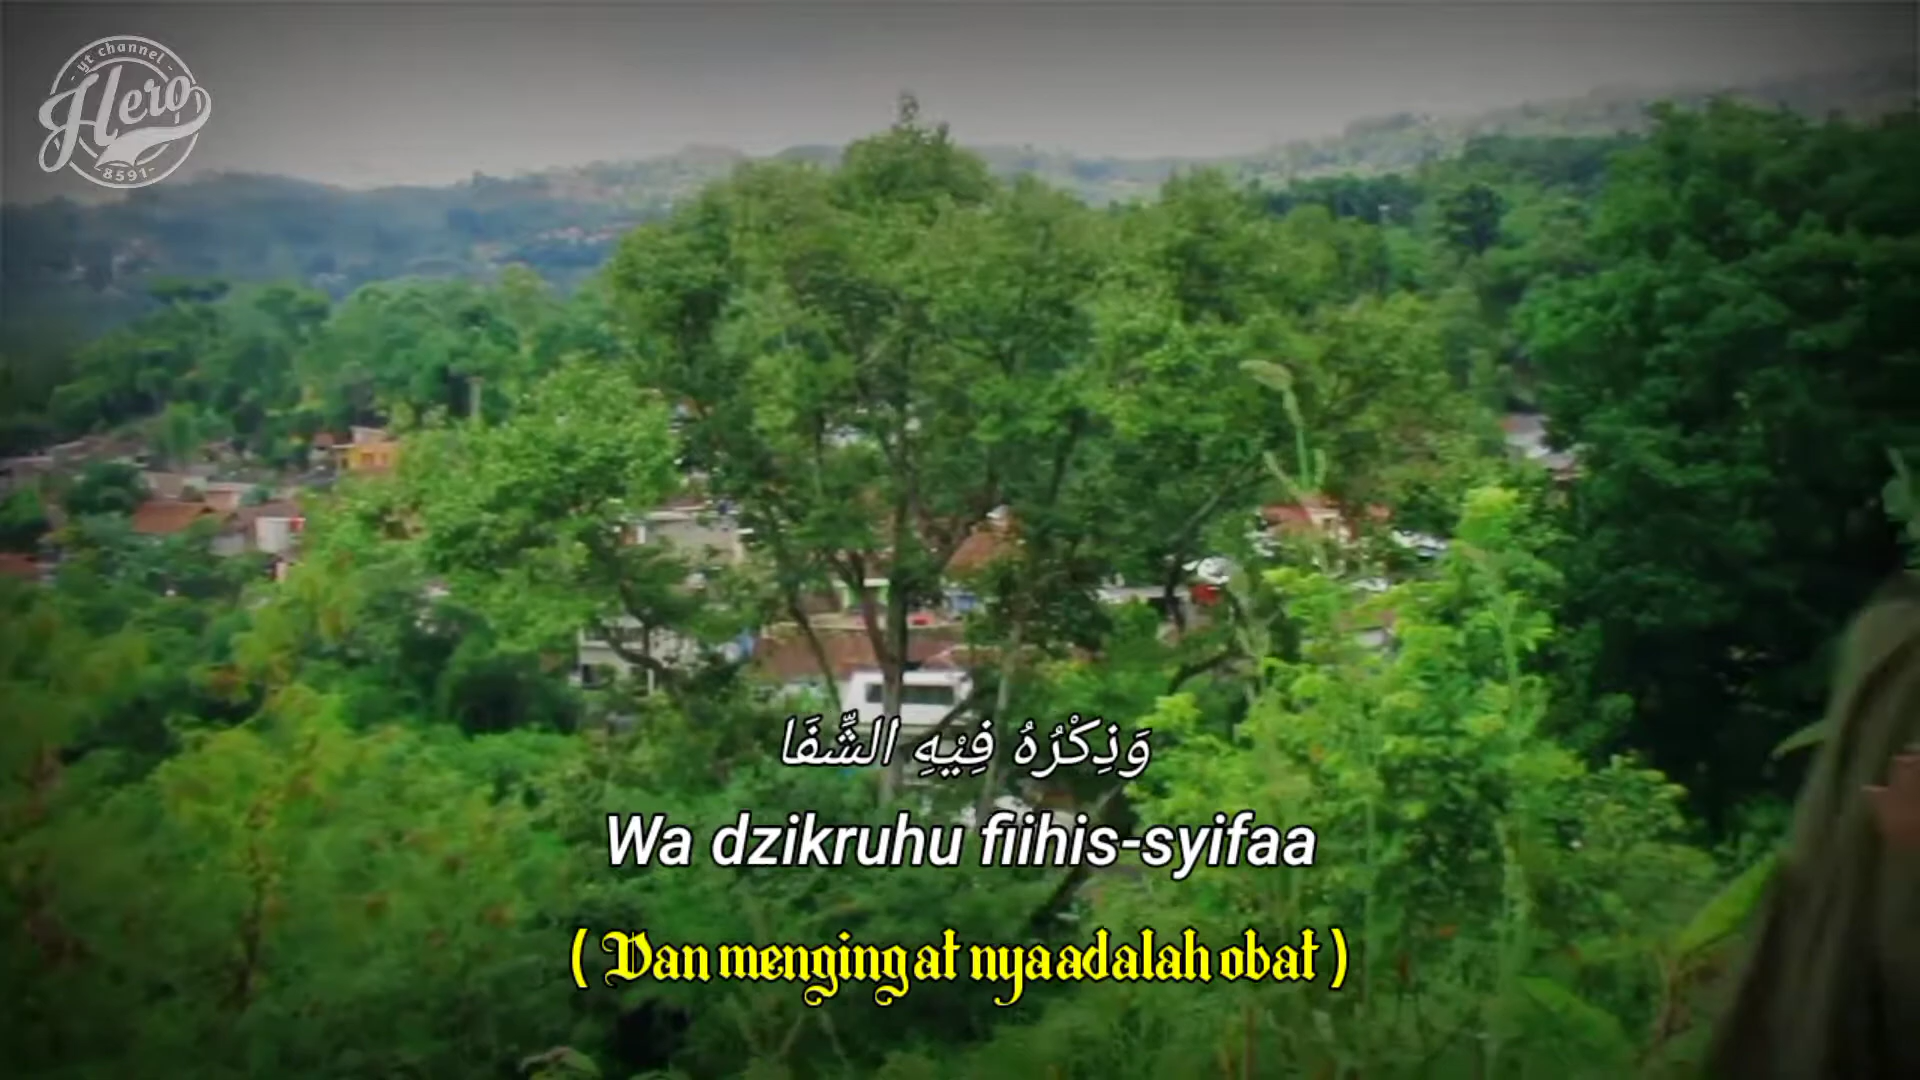 - yt channel -
Hero
-8591-
وَذِكْرُهُ فِيْهِ الشِّفَا
Wa dzikruhu fiihis-syifaa
( Dan mengingat nya adalah obat )